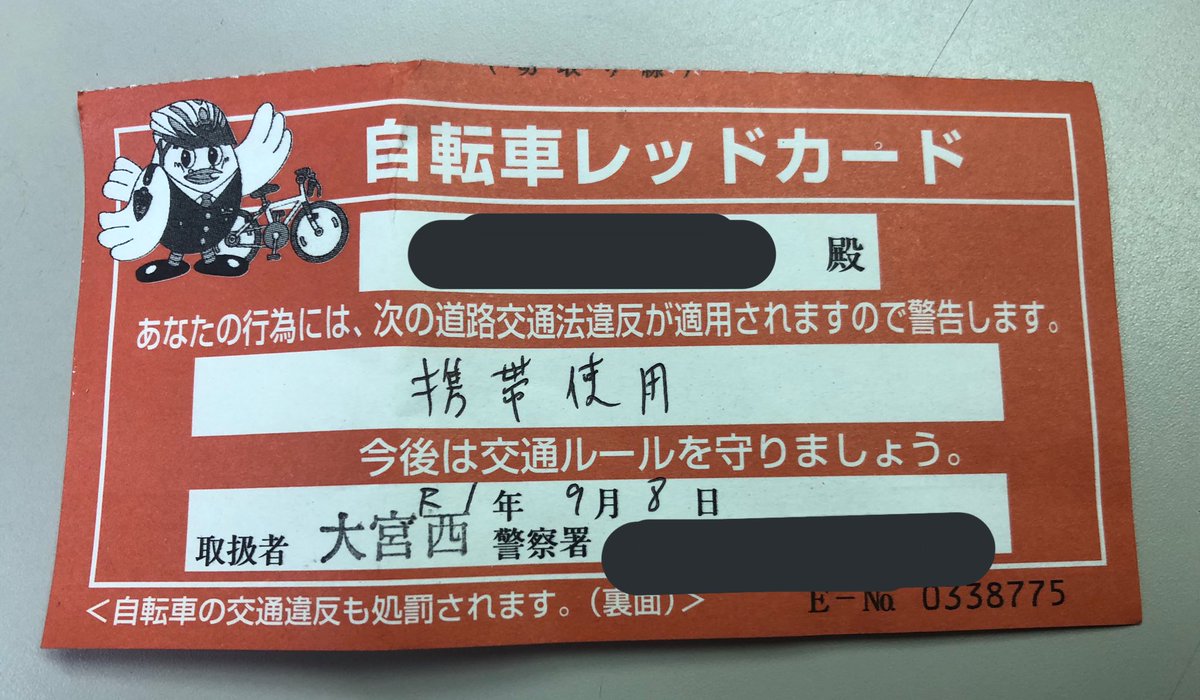 自転車レッドカード
殿
あなたの行為には、次の道路交通法違反が適用されますので警告します。
携帯使用
今後は交通ルールを守りましょう。
R1年 9月 8日
取扱者 大宮西 警察署
<自転車の交通違反も処罰されます。(裏面)>
E-No. 0338775